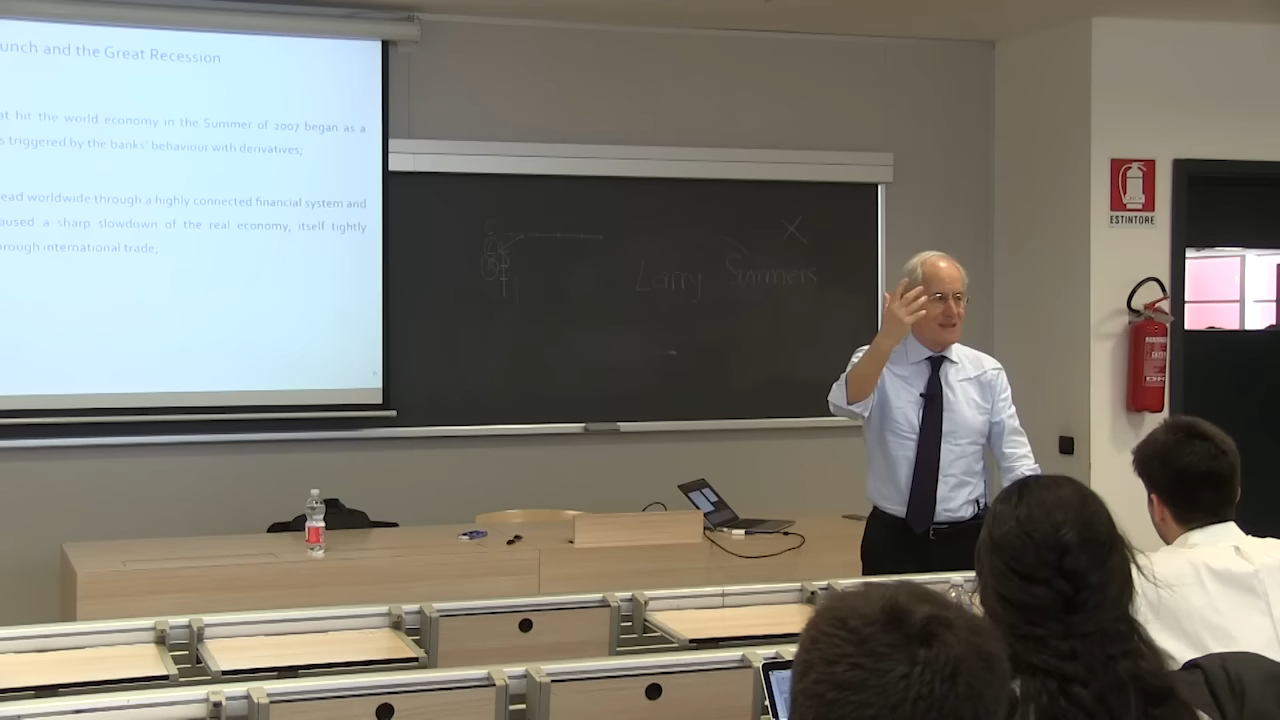 unch and the Great Recession
at hit the world economy in the Summer of 2007 began as a
s triggered by the banks' behaviour with derivatives;
ead worldwide through a highly connected financial system and
aused a sharp slowdown of the real economy, itself tightly
hrough international trade;
Larry Summers
X
ESTINTORE